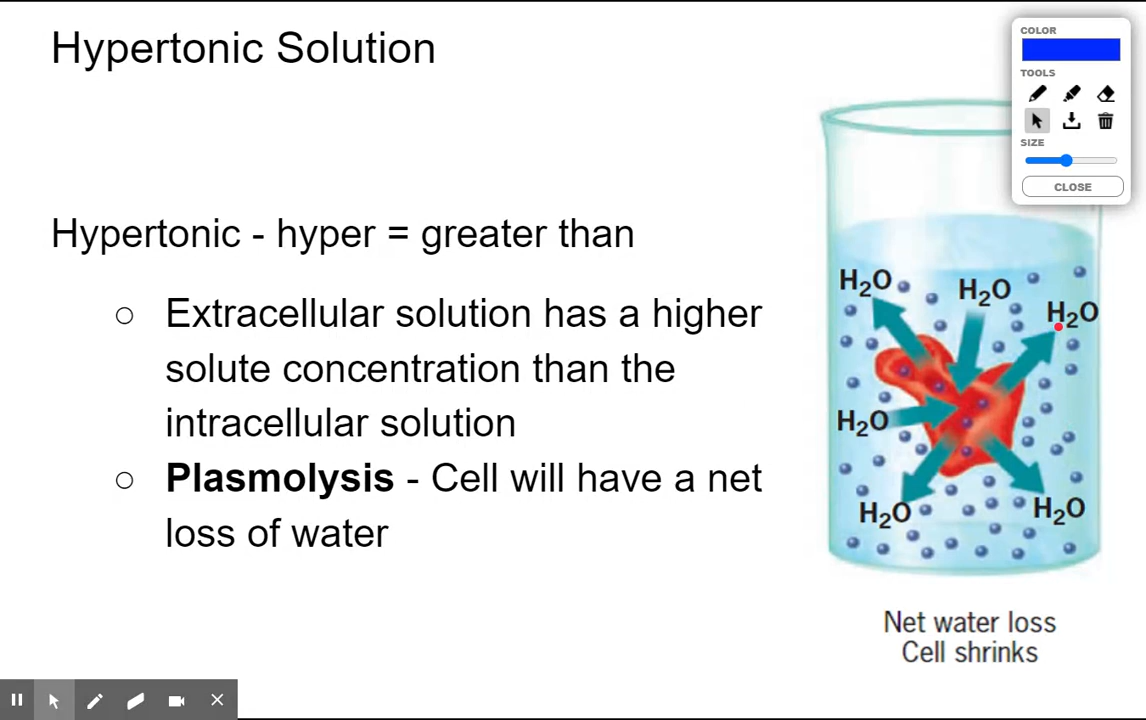 Hypertonic Solution
COLOR
TOOLS
SIZE
CLOSE
Hypertonic - hyper = greater than
○ Extracellular solution has a higher
solute concentration than the
intracellular solution
○ Plasmolysis - Cell will have a net
loss of water
H₂O
H₂O
H₂O
H₂O
H₂O
H₂O
Net water loss
Cell shrinks